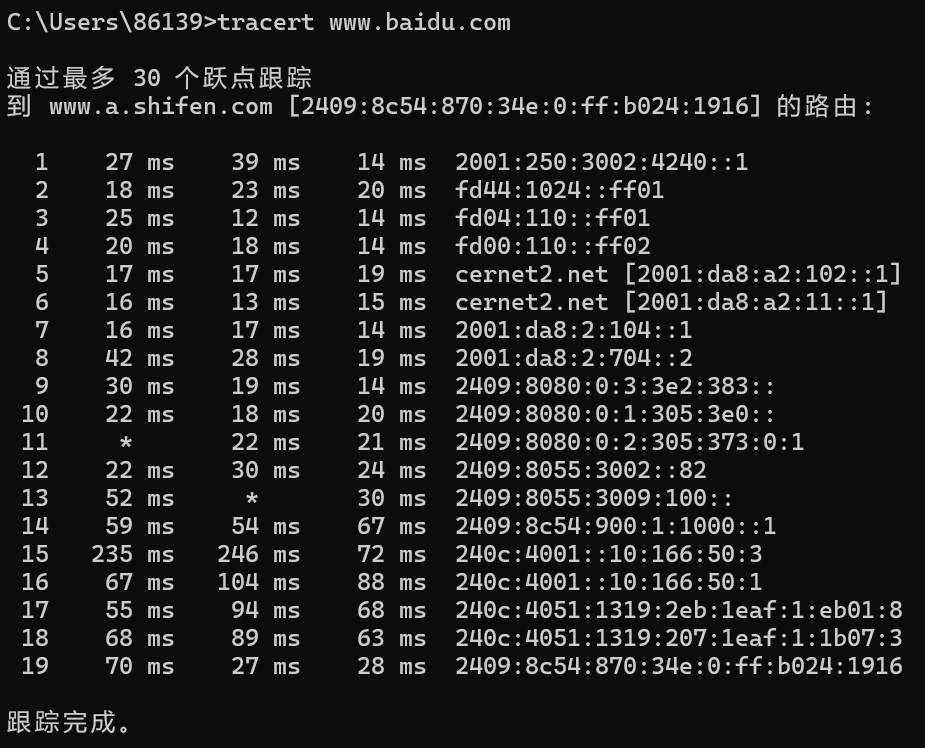 C:\Users\86139>tracert www.baidu.com
通过最多 30 个跃点跟踪
到 www.a.shifen.com [2409:8c54:870:34e:0:ff:b024:1916] 的路由:
1 27 ms 39 ms 14 ms 2001:250:3002:4240::1
2 18 ms 23 ms 20 ms fd44:1024::ff01
3 25 ms 12 ms 14 ms fd04:110::ff01
4 20 ms 18 ms 14 ms fd00:110::ff02
5 17 ms 17 ms 19 ms cernet2.net [2001:da8:a2:102::1]
6 16 ms 13 ms 15 ms cernet2.net [2001:da8:a2:11::1]
7 16 ms 17 ms 14 ms 2001:da8:2:104::1
8 42 ms 28 ms 19 ms 2001:da8:2:704::2
9 30 ms 19 ms 14 ms 2409:8080:0:3:3e2:383::
10 22 ms 18 ms 20 ms 2409:8080:0:1:305:3e0::
11 * 22 ms 21 ms 2409:8080:0:2:305:373:0:1
12 22 ms 30 ms 24 ms 2409:8055:3002::82
13 52 ms * 30 ms 2409:8055:3009:100::
14 59 ms 54 ms 67 ms 2409:8c54:900:1:1000::1
15 235 ms 246 ms 72 ms 240c:4001::10:166:50:3
16 67 ms 104 ms 88 ms 240c:4001::10:166:50:1
17 55 ms 94 ms 68 ms 240c:4051:1319:2eb:1eaf:1:eb01:8
18 68 ms 89 ms 63 ms 240c:4051:1319:207:1eaf:1:1b07:3
19 70 ms 27 ms 28 ms 2409:8c54:870:34e:0:ff:b024:1916
跟踪完成。